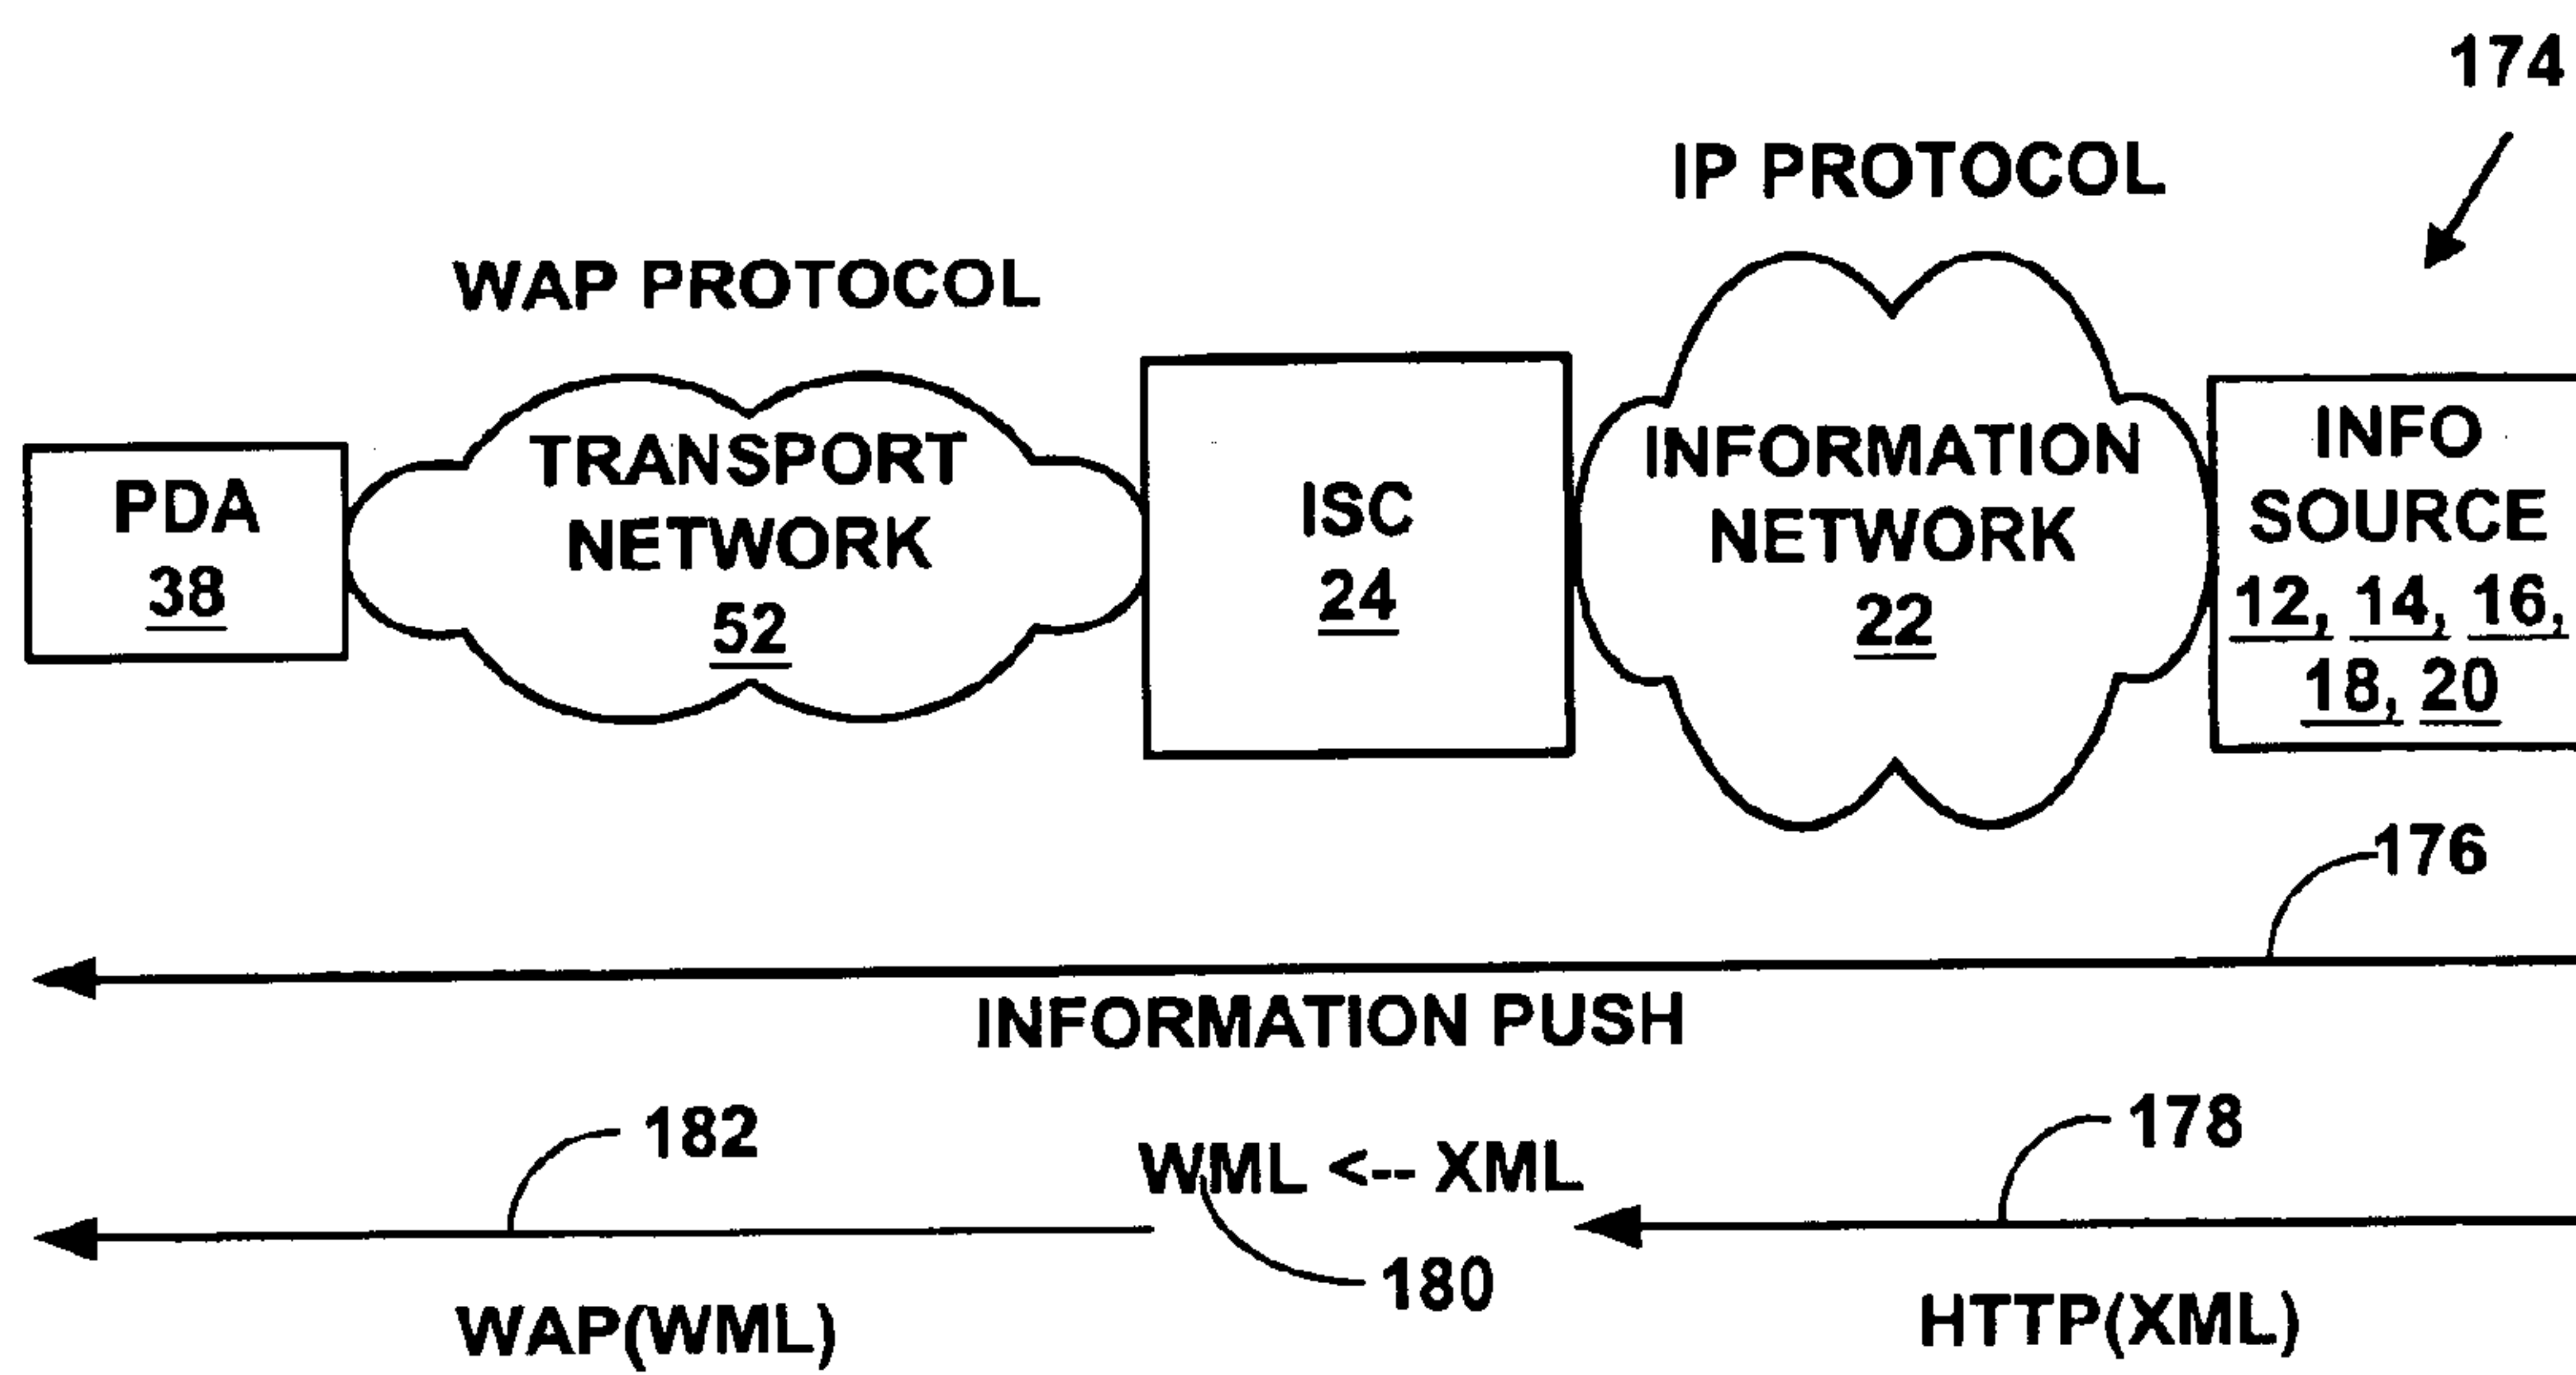 174
IP PROTOCOL
WAP PROTOCOL
PDA
38
TRANSPORT
NETWORK
52
ISC
24
INFORMATION
NETWORK
22
INFO
SOURCE
12, 14, 16,
18, 20
176
INFORMATION PUSH
182
WML <-- XML
178
180
WAP(WML)
HTTP(XML)